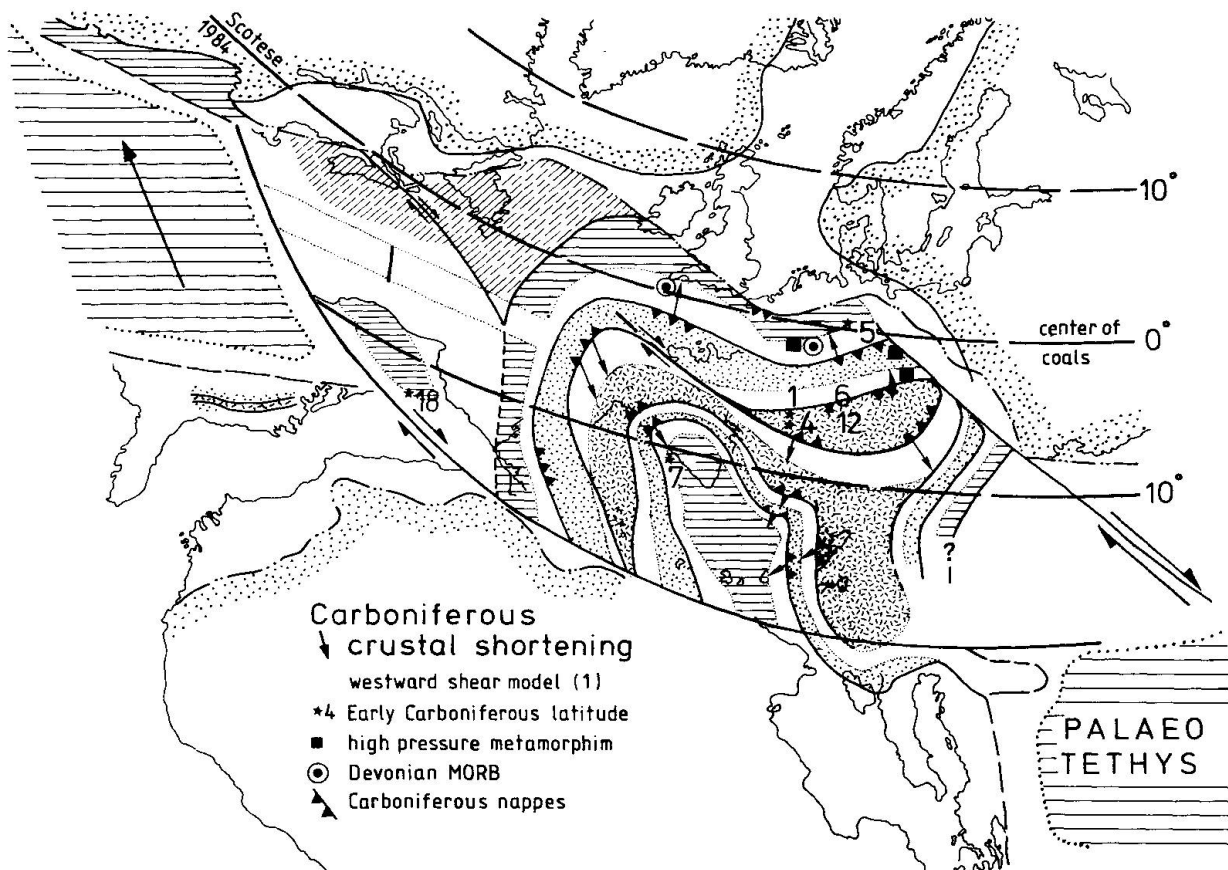 Scotese
1984
10°
center of
coals
0°
*5
*18
1
6
*4
12
*7
10°
?
Carboniferous
crustal shortening
westward shear model (1)
*4 Early Carboniferous latitude
high pressure metamorphim
Devonian MORB
Carboniferous nappes
PALAEO
TETHYS